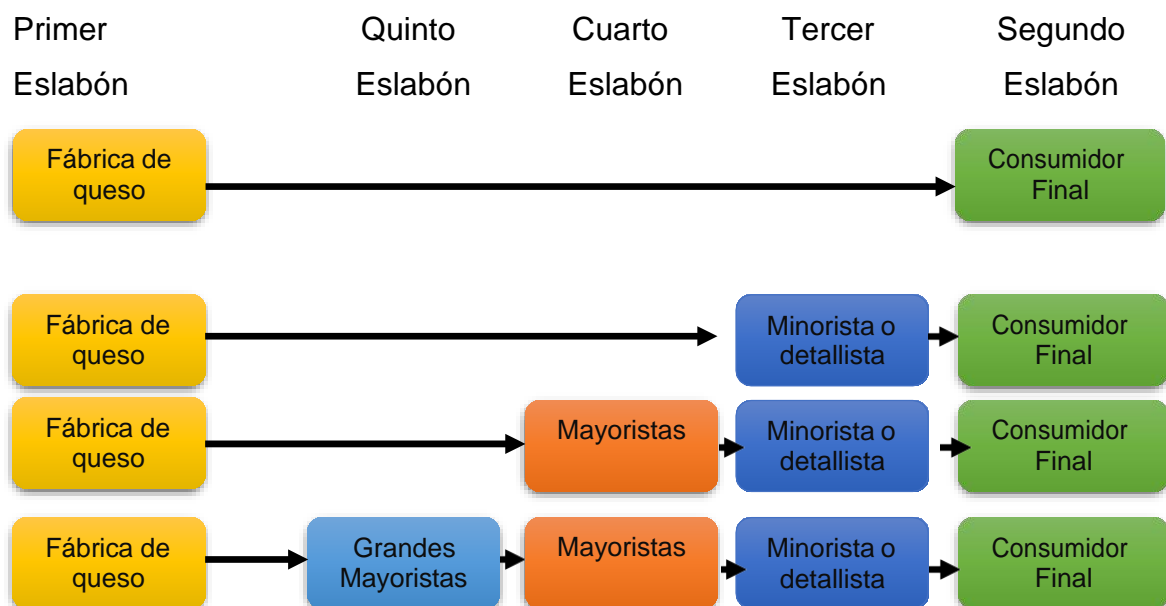 Primer Quinto Cuarto Tercer Segundo
Eslabón Eslabón Eslabón Eslabón Eslabón
Fábrica de
queso
Consumidor
Final
Fábrica de
queso
Minorista o
detallista
Consumidor
Final
Fábrica de
queso
Mayoristas
Minorista o
detallista
Consumidor
Final
Fábrica de
queso
Grandes
Mayoristas
Mayoristas
Minorista o
detallista
Consumidor
Final